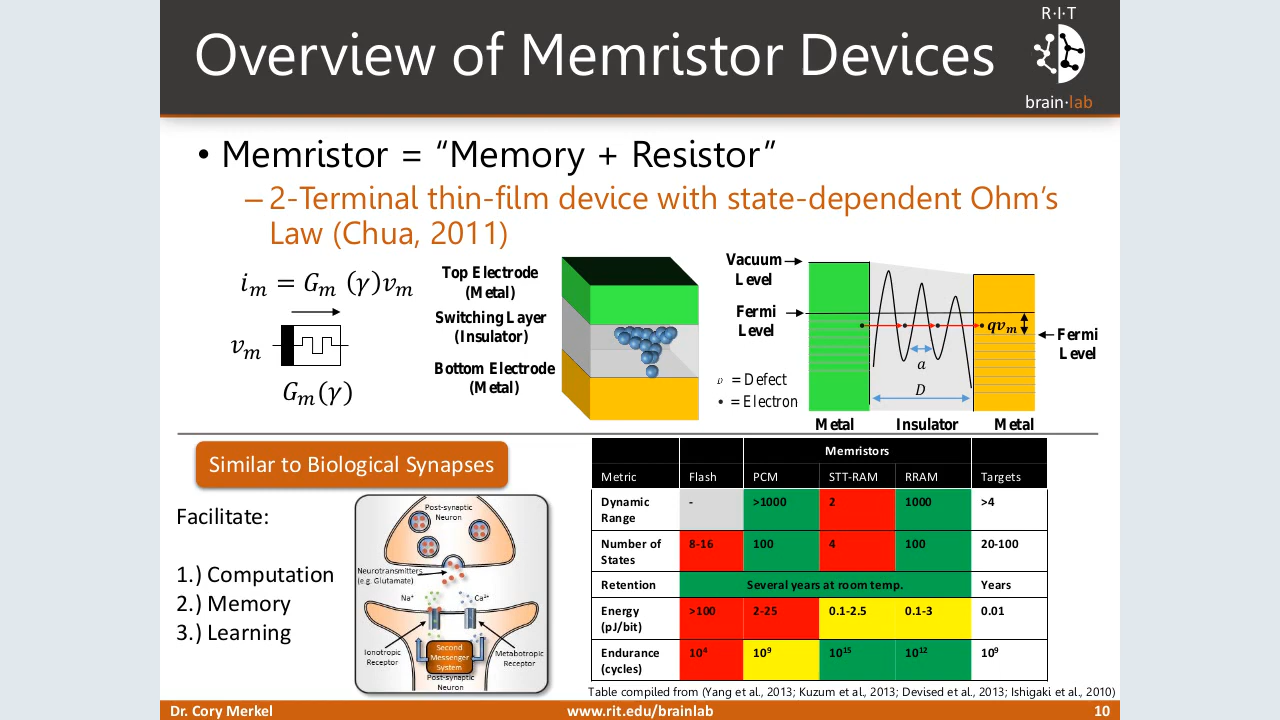 R·I·T
Overview of Memristor Devices
brain·lab
• Memristor = “Memory + Resistor”
– 2-Terminal thin-film device with state-dependent Ohm’s
Law (Chua, 2011)
i_m = G_m (γ)v_m
v_m
G_m(γ)
Top Electrode
(Metal)
Switching Layer
(Insulator)
Bottom Electrode
(Metal)
Vacuum
Level
Fermi
Level
qv_m
Fermi
Level
a
D
D = Defect
• = Electron
Metal Insulator Metal
Similar to Biological Synapses
Facilitate:
1.) Computation
2.) Memory
3.) Learning
Post-synaptic
Neuron
Neurotransmitters
(e.g. Glutamate)
Na⁺ Ca²⁺
Ionotropic
Receptor
Second
Messenger
System
Metabotropic
Receptor
Post-synaptic
Neuron
Memristors
Metric Flash PCM STT-RAM RRAM Targets
Dynamic
Range - >1000 2 1000 >4
Number of
States 8-16 100 4 100 20-100
Retention Several years at room temp. Years
Energy
(pJ/bit) >100 2-25 0.1-2.5 0.1-3 0.01
Endurance
(cycles) 10⁴ 10⁹ 10¹⁵ 10¹² 10⁹
Table compiled from (Yang et al., 2013; Kuzum et al., 2013; Devised et al., 2013; Ishigaki et al., 2010)
Dr. Cory Merkel www.rit.edu/brainlab 10